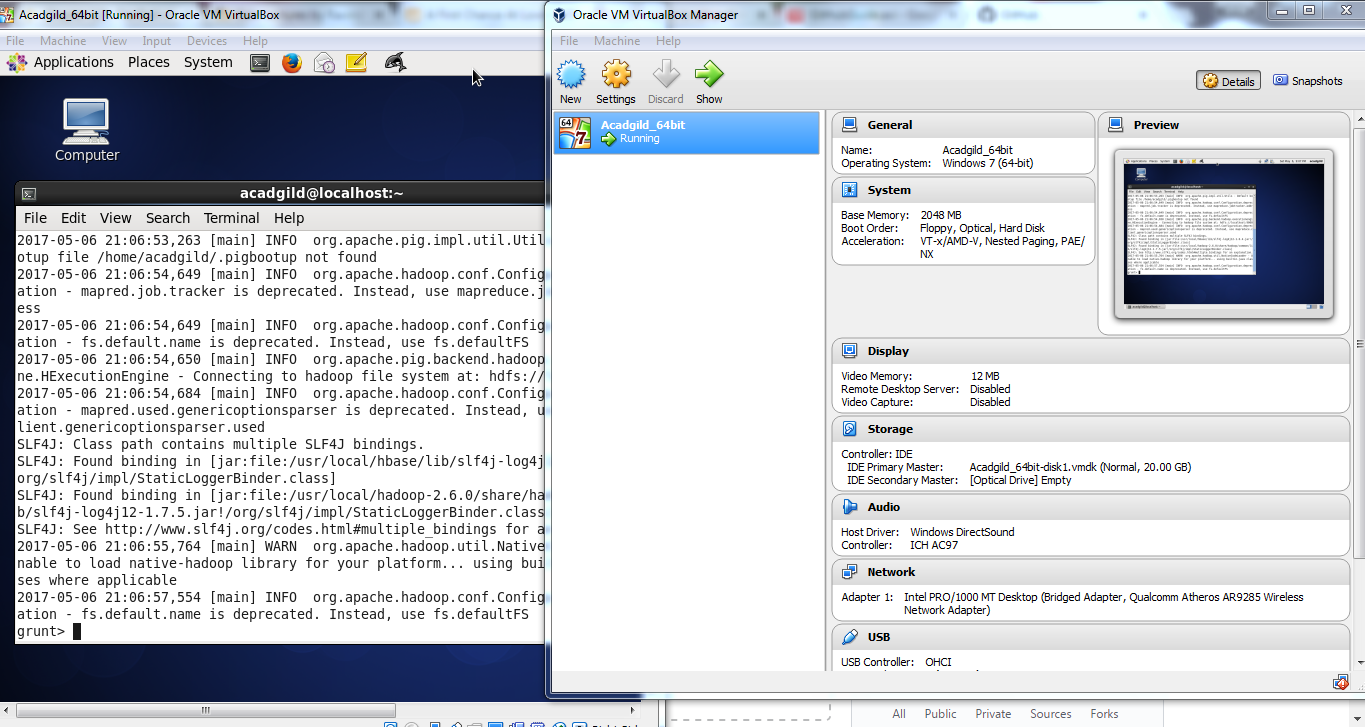 Acadgild_64bit [Running] - Oracle VM VirtualBox
File Machine View Input Devices Help
Applications Places System
Computer
acadgild@localhost:~
File Edit View Search Terminal Help
2017-05-06 21:06:53,263 [main] INFO  org.apache.pig.impl.util.Util
otup file /home/acadgild/.pigbootup not found
2017-05-06 21:06:54,649 [main] INFO  org.apache.hadoop.conf.Config
ation - mapred.job.tracker is deprecated. Instead, use mapreduce.j
ess
2017-05-06 21:06:54,649 [main] INFO  org.apache.hadoop.conf.Config
ation - fs.default.name is deprecated. Instead, use fs.defaultFS
2017-05-06 21:06:54,650 [main] INFO  org.apache.pig.backend.hadoop
ne.HExecutionEngine - Connecting to hadoop file system at: hdfs://
2017-05-06 21:06:54,684 [main] INFO  org.apache.hadoop.conf.Config
ation - mapred.used.genericoptionsparser is deprecated. Instead, u
lient.genericoptionsparser.used
SLF4J: Class path contains multiple SLF4J bindings.
SLF4J: Found binding in [jar:file:/usr/local/hbase/lib/slf4j-log4j
org/slf4j/impl/StaticLoggerBinder.class]
SLF4J: Found binding in [jar:file:/usr/local/hadoop-2.6.0/share/ha
b/slf4j-log4j12-1.7.5.jar!/org/slf4j/impl/StaticLoggerBinder.class
SLF4J: See http://www.slf4j.org/codes.html#multiple_bindings for a
2017-05-06 21:06:55,764 [main] WARN  org.apache.hadoop.util.Native
nable to load native-hadoop library for your platform... using bui
ses where applicable
2017-05-06 21:06:57,554 [main] INFO  org.apache.hadoop.conf.Config
ation - fs.default.name is deprecated. Instead, use fs.defaultFS
grunt>
Oracle VM VirtualBox Manager
File Machine Help
New Settings Discard Show
Details Snapshots
64 7 Acadgild_64bit
Running
General
Name: Acadgild_64bit
Operating System: Windows 7 (64-bit)
System
Base Memory: 2048 MB
Boot Order: Floppy, Optical, Hard Disk
Acceleration: VT-x/AMD-V, Nested Paging, PAE/
NX
Preview
Display
Video Memory: 12 MB
Remote Desktop Server: Disabled
Video Capture: Disabled
Storage
Controller: IDE
IDE Primary Master: Acadgild_64bit-disk1.vmdk (Normal, 20.00 GB)
IDE Secondary Master: [Optical Drive] Empty
Audio
Host Driver: Windows DirectSound
Controller: ICH AC97
Network
Adapter 1: Intel PRO/1000 MT Desktop (Bridged Adapter, Qualcomm Atheros AR9285 Wireless
Network Adapter)
USB
USB Controller: OHCI
All Public Private Sources Forks